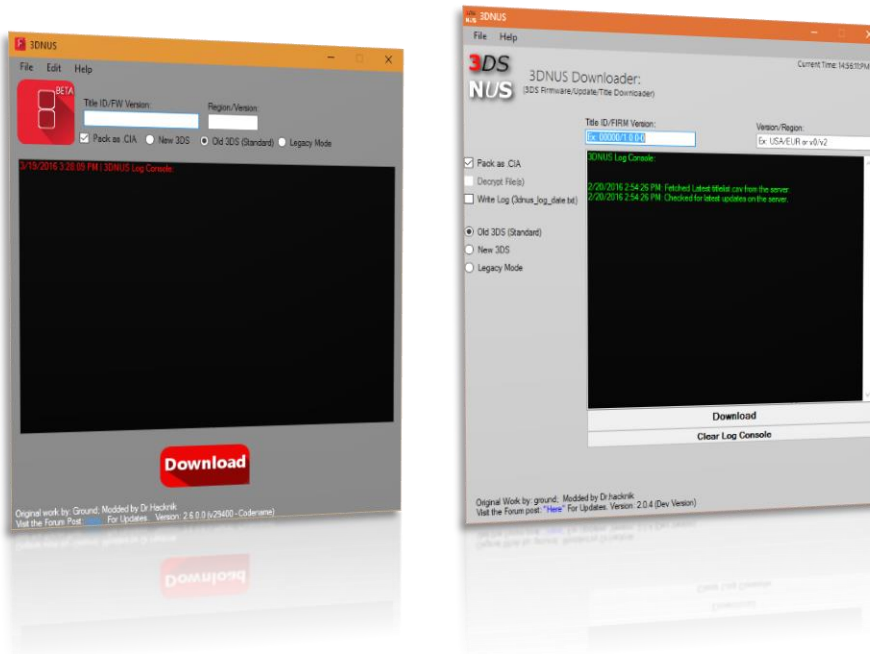 3DNUS
File Edit Help
BETA
Title ID/FW Version:
Region/Version:
Pack as .CIA
New 3DS
Old 3DS (Standard)
Legacy Mode
3/19/2016 3:28:09 PM | 3DNUS Log Console:
Download
Original work by: Ground; Modded by Dr.Hacknik
Visit the Forum Post For Updates. Version: 2.6.0.0 (v29400 - Codename)
3DNUS
File Help
3DS
NUS
3DNUS Downloader:
(3DS Firmware/Update/Title Downloader)
Current Time: 14:56:11PM
Title ID/FIRM Version:
Version/Region:
Ex: 00000/1.0.0-0
Ex: USA/EUR or v0/v2
Pack as .CIA
Decrypt File(s)
Write Log (3dnus_log_date.txt)
Old 3DS (Standard)
New 3DS
Legacy Mode
3DNUS Log Console:
2/20/2016 2:54:26 PM: Fetched Latest titlelist csv from the server.
2/20/2016 2:54:26 PM: Checked for latest updates on the server.
Download
Clear Log Console
Original Work by: ground; Modded by Dr.hacknik
Visit the Forum post: "Here" For Updates. Version: 2.0.4 (Dev Version)